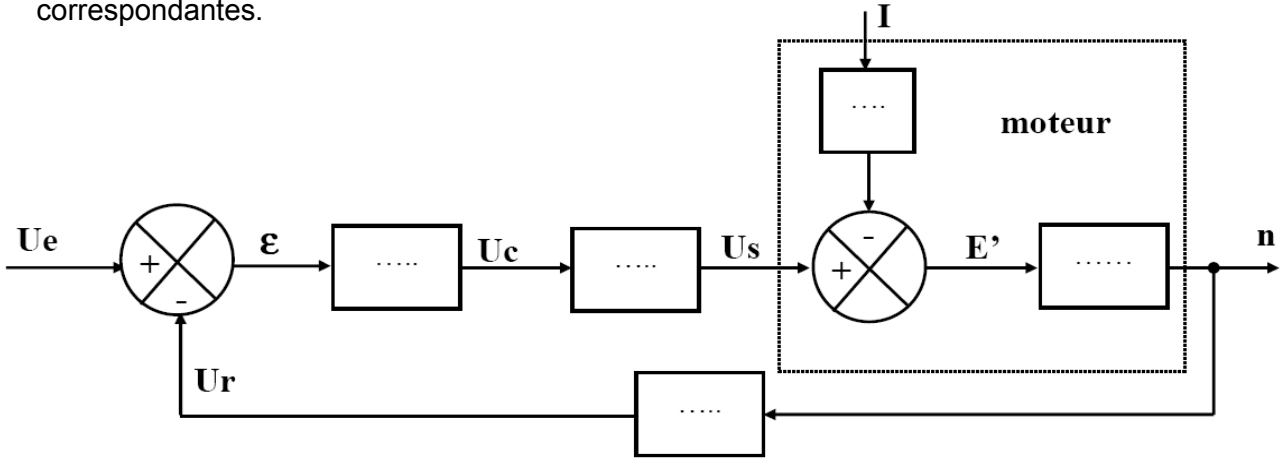 correspondantes.
I
....
moteur
Ue
+
-
ε
.....
Uc
.....
Us
+
-
E’
......
n
Ur
.....